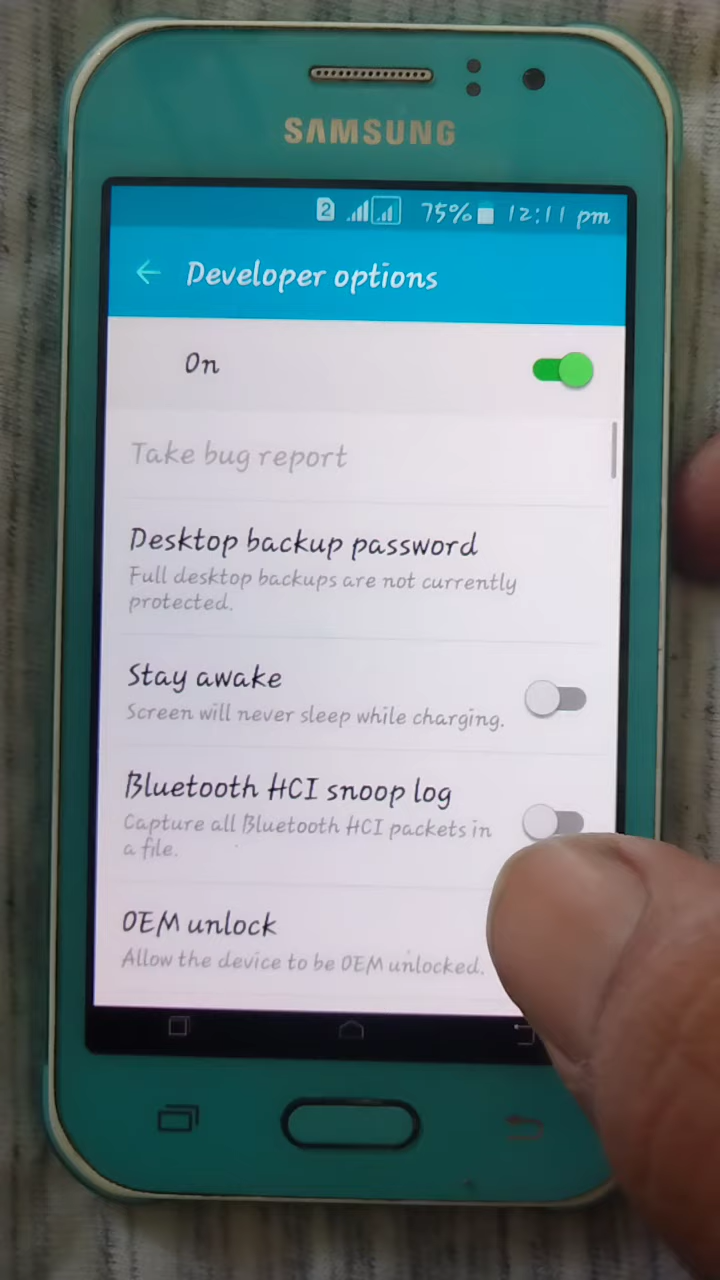 SAMSUNG
2 75% 12:11 pm
Developer options
On
Take bug report
Desktop backup password
Full desktop backups are not currently
protected.
Stay awake
Screen will never sleep while charging.
Bluetooth HCI snoop log
Capture all Bluetooth HCI packets in
a file.
OEM unlock
Allow the device to be OEM unlocked.